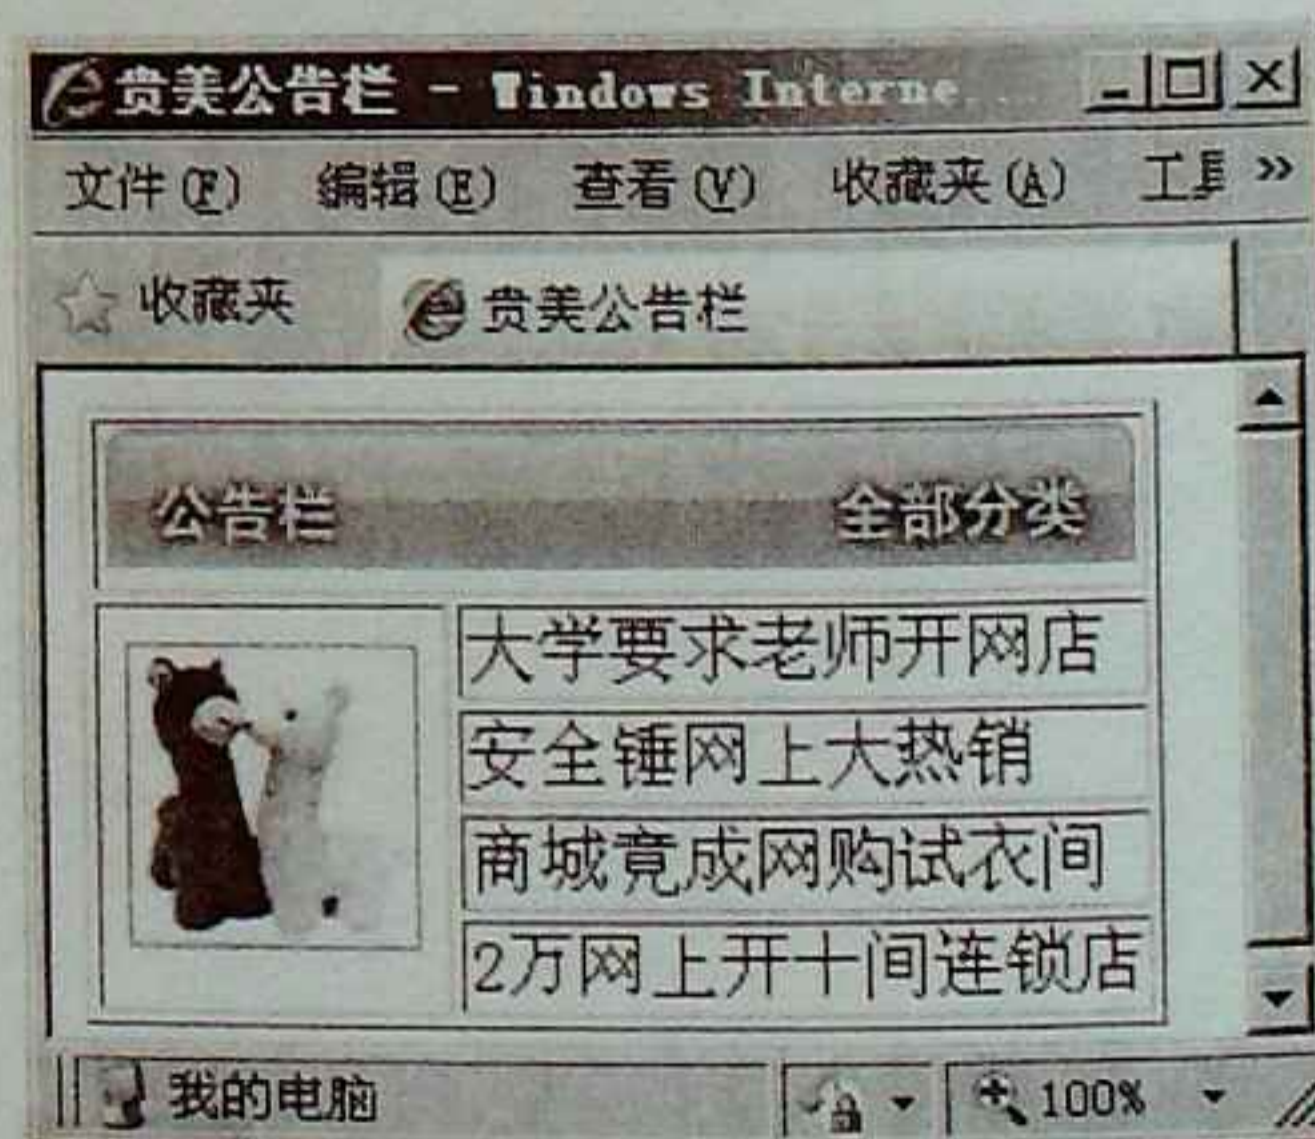 贵美公告栏 - Windows Interne...
文件(F) 编辑(E) 查看(V) 收藏夹(A) 工具 »
收藏夹 贵美公告栏
公告栏 全部分类
大学要求老师开网店
安全锤网上大热销
商城竟成网购试衣间
2万网上开十间连锁店
我的电脑 100%